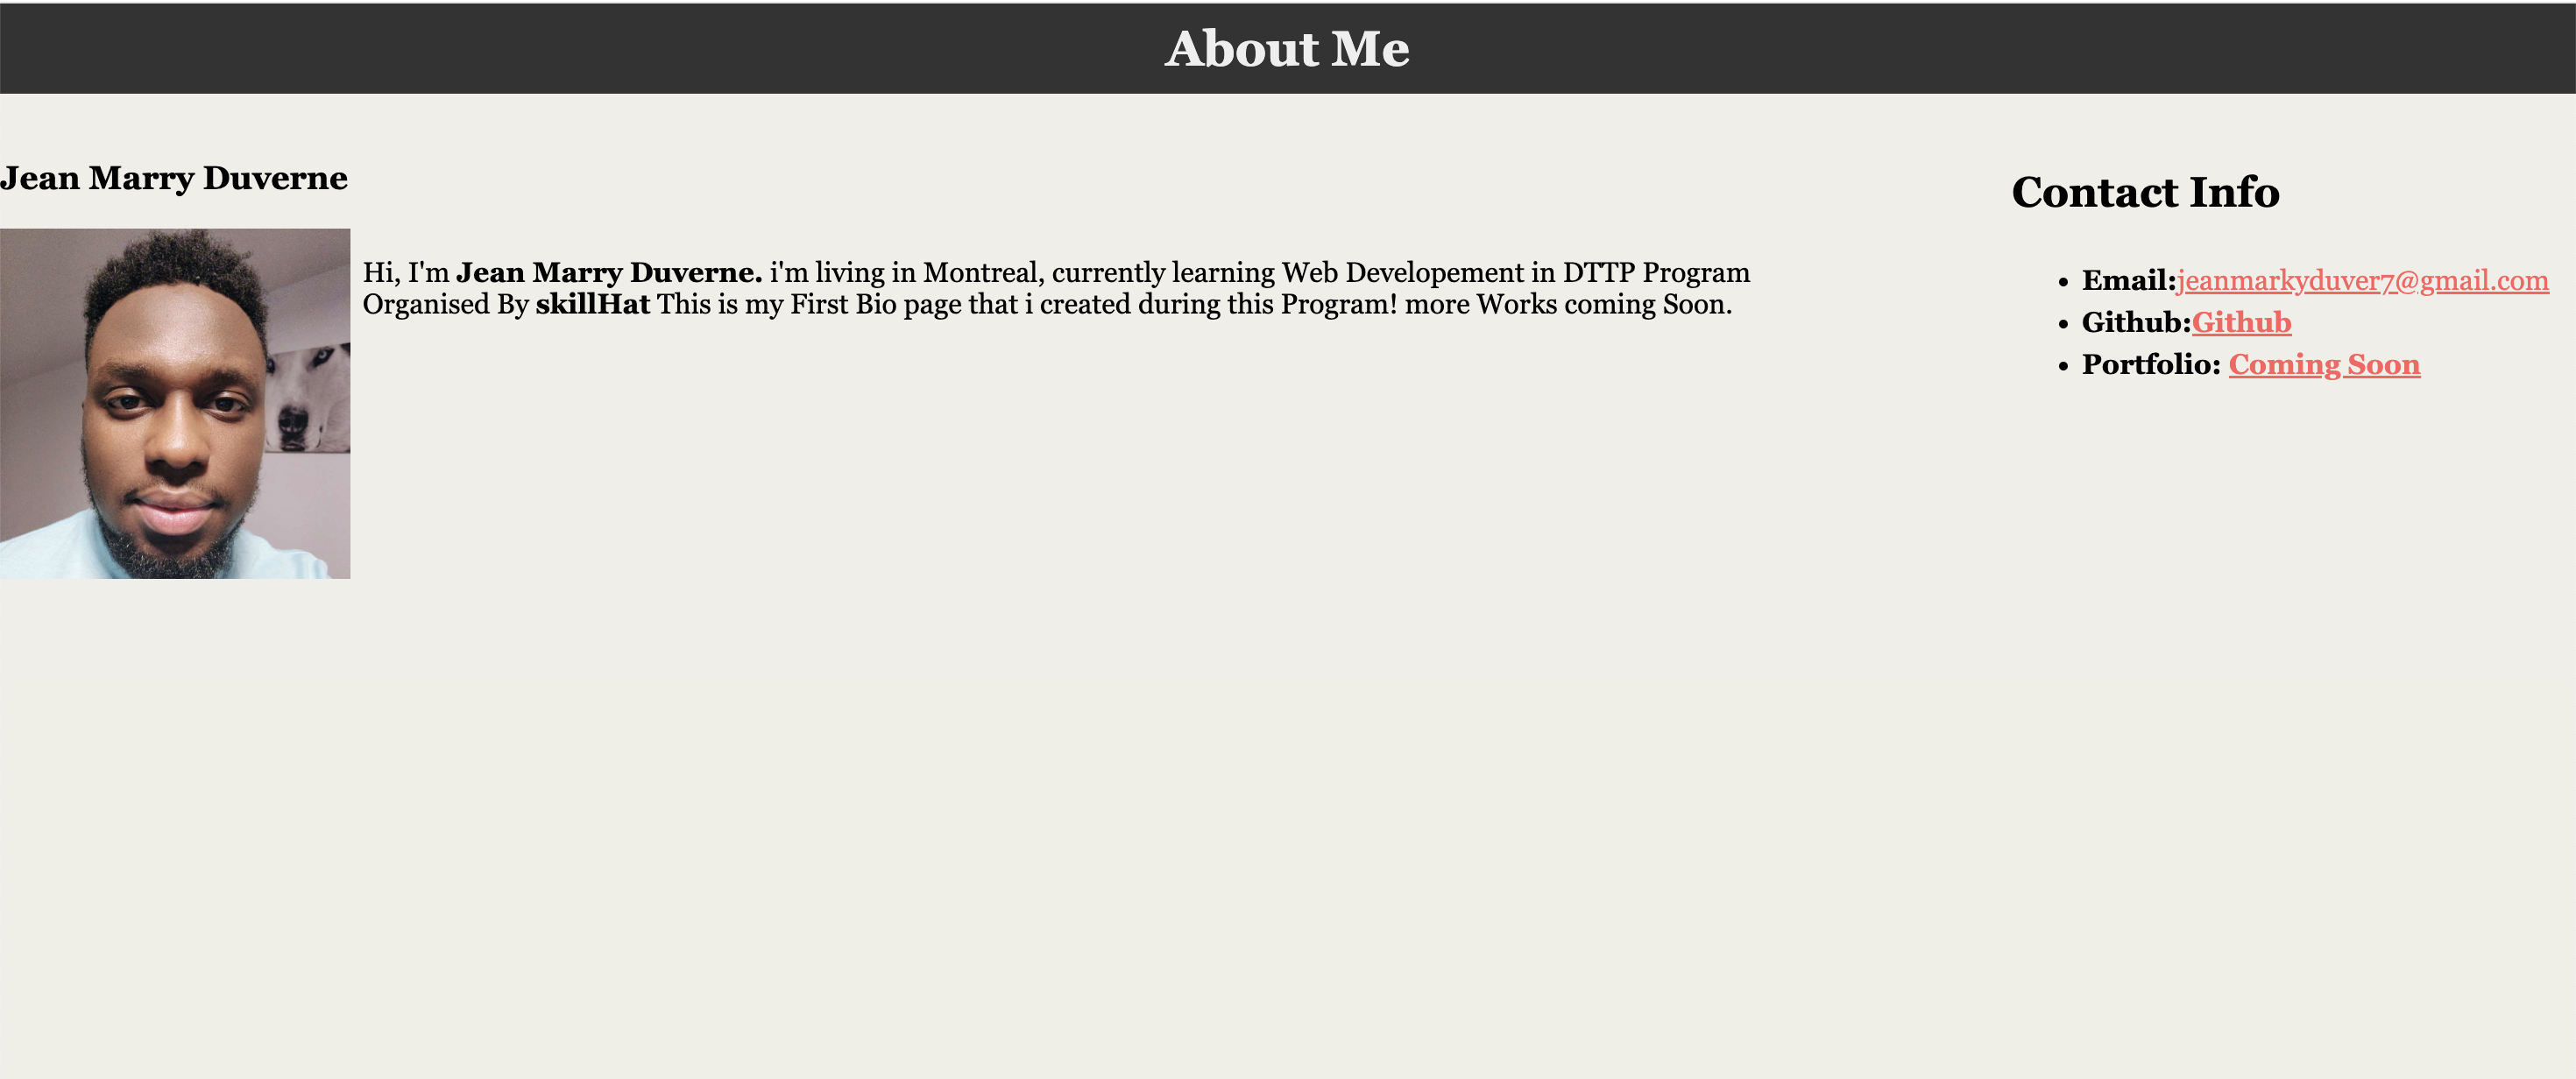 About Me
Jean Marry Duverne
Hi, I'm Jean Marry Duverne. i'm living in Montreal, currently learning Web Developement in DTTP Program
Organised By skillHat This is my First Bio page that i created during this Program! more Works coming Soon.
Contact Info
• Email:jeanmarkyduver7@gmail.com
• Github:Github
• Portfolio: Coming Soon